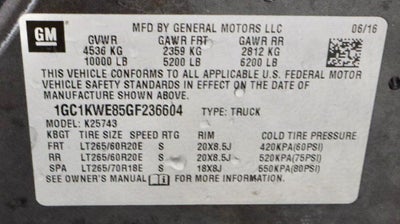 GM
MFD BY GENERAL MOTORS LLC
06/16
GVWR GAWR FRT GAWR RR
4536 KG 2359 KG 2812 KG
10000 LB 5200 LB 6200 LB
THIS VEHICLE CONFORMS TO ALL APPLICABLE U.S. FEDERAL MOTOR
VEHICLE SAFETY STANDARDS IN EFFECT ON THE DATE OF
MANUFACTURE SHOWN ABOVE.
1GC1KWE85GF236604 TYPE: TRUCK
MODEL: K25743
KBGT TIRE SIZE SPEED RTG RIM COLD TIRE PRESSURE
FRT LT265/60R20E S 20X8.5J 420KPA(60PSI)
RR LT265/60R20E S 20X8.5J 520KPA(75PSI)
SPA LT265/70R18E S 18X8J 550KPA(80PSI)
SEE OWNER'S MANUAL FOR ADDITIONAL INFORMATION